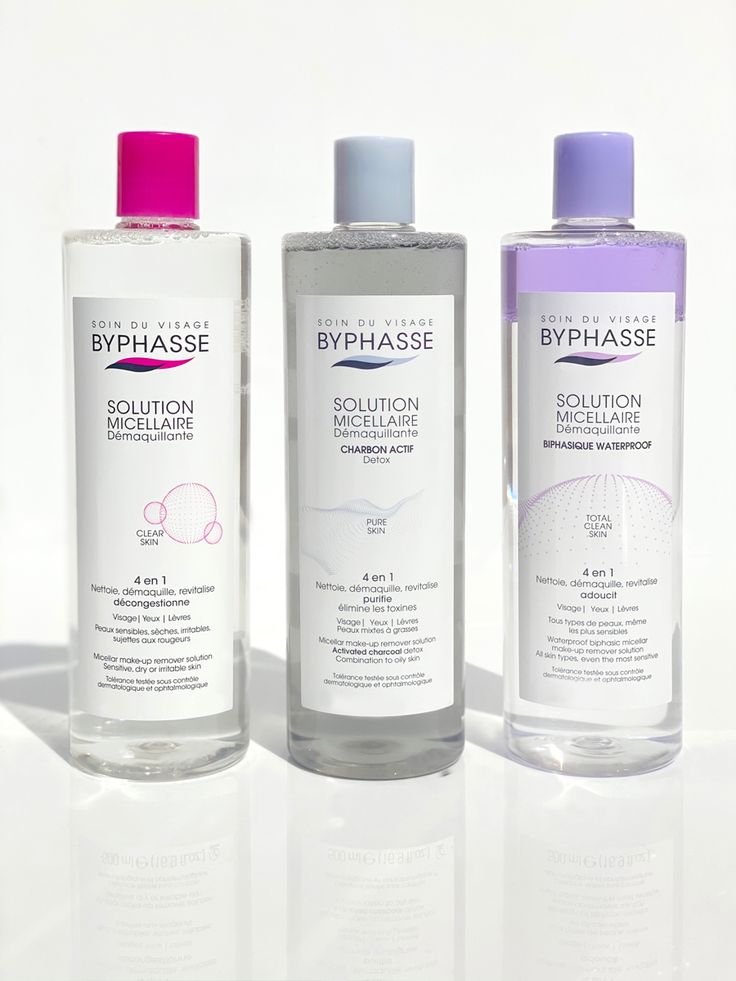 SOIN DU VISAGE
BYPHASSE
SOLUTION
MICELLAIRE
Démaquillante
CLEAR
SKIN
4 en 1
Nettoie, démaquille, revitalise
décongestionne
Visage| Yeux | Lèvres
Peaux sensibles, sèches, irritables,
sujettes aux rougeurs
Micellar make-up remover solution
Sensitive, dry or irritable skin
Tolérance testée sous contrôle
dermatologique et ophtalmologique
SOIN DU VISAGE
BYPHASSE
SOLUTION
MICELLAIRE
Démaquillante
CHARBON ACTIF
Detox
PURE
SKIN
4 en 1
Nettoie, démaquille, revitalise
purifie
élimine les toxines
Visage| Yeux | Lèvres
Peaux mixtes à grasses
Micellar make-up remover solution
Activated charcoal detox
Combination to oily skin
Tolérance testée sous contrôle
dermatologique et ophtalmologique
SOIN DU VISAGE
BYPHASSE
SOLUTION
MICELLAIRE
Démaquillante
BIPHASIQUE WATERPROOF
TOTAL
CLEAN
SKIN
4 en 1
Nettoie, démaquille, revitalise
adoucit
Visage| Yeux | Lèvres
Tous types de peaux, même
les plus sensibles
Waterproof biphasic micellar
make-up remover solution
All skin types, even the most sensitive
Tolérance testée sous contrôle
dermatologique et ophtalmologique